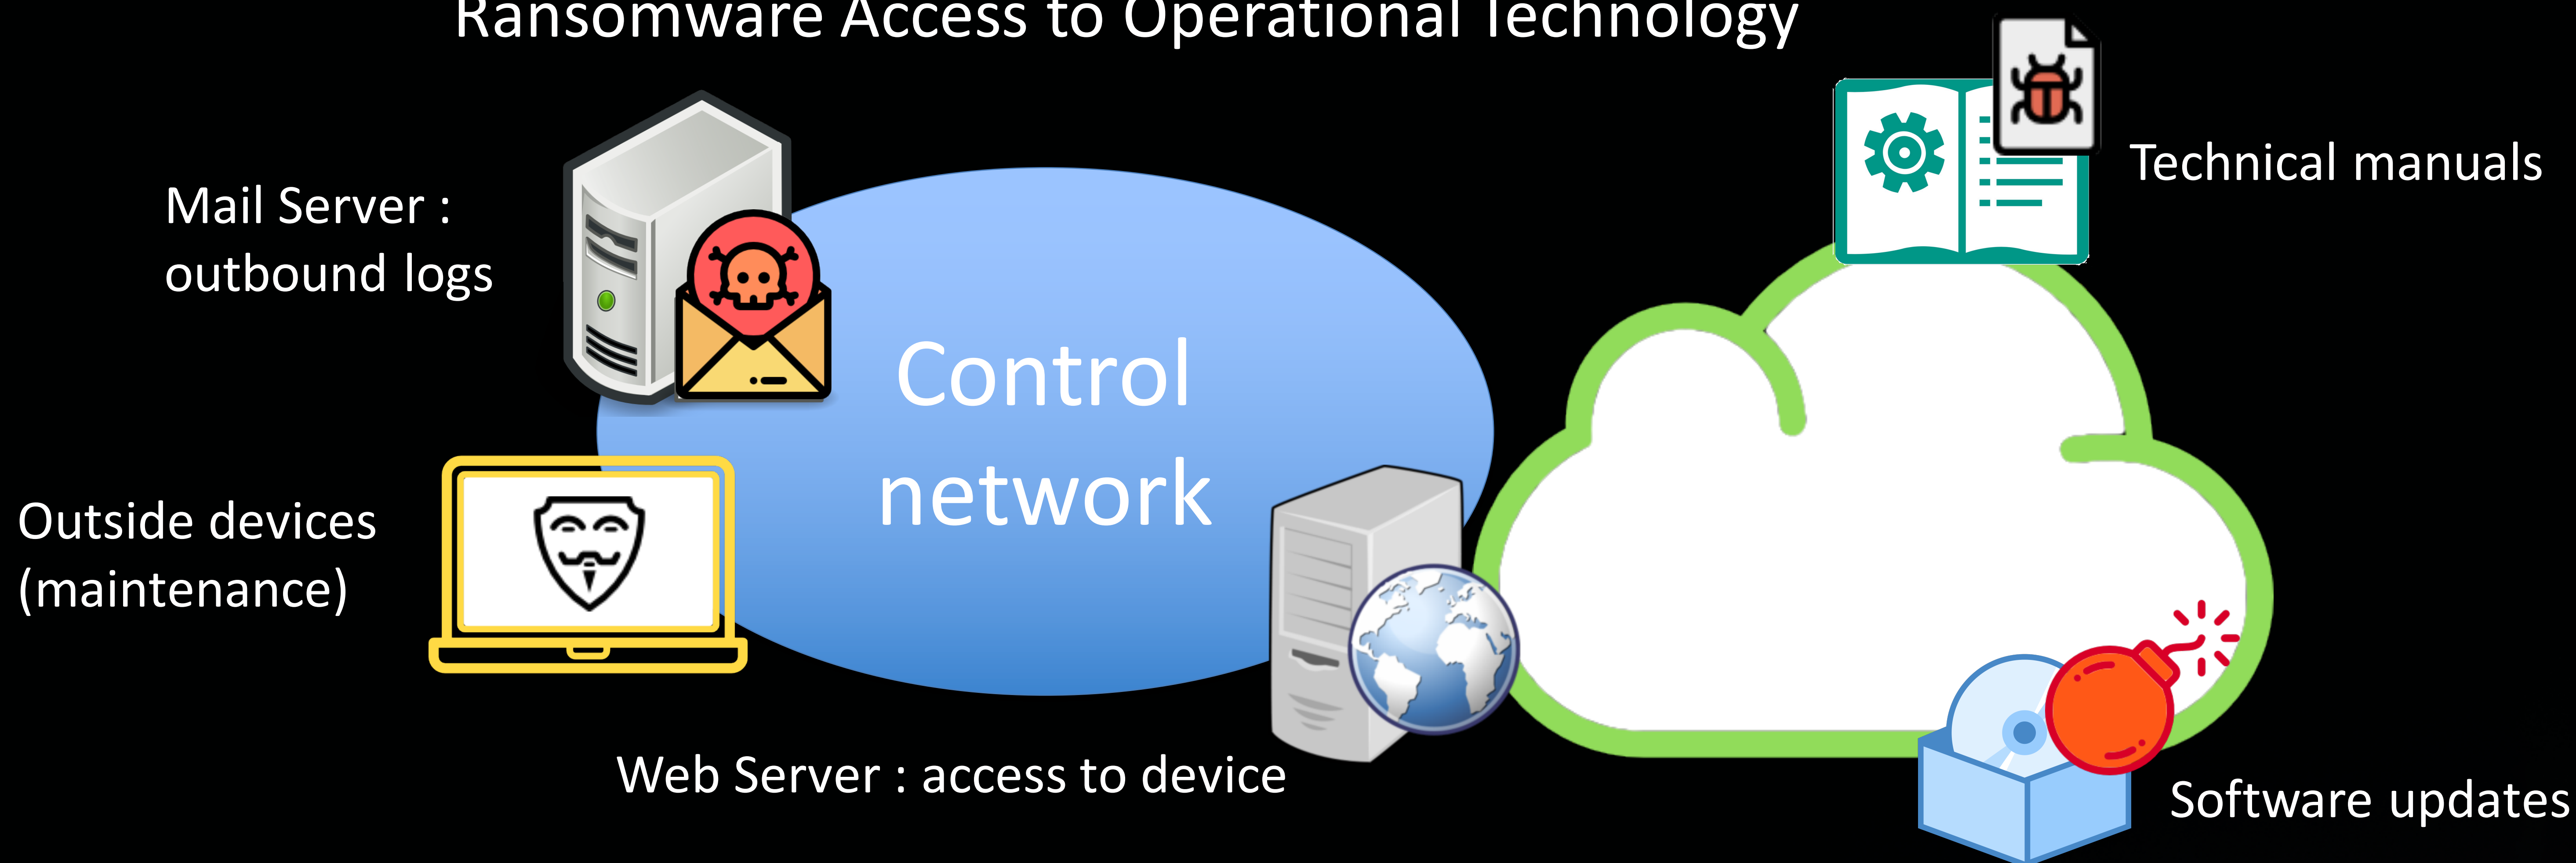 Ransomware Access to Operational Technology
Technical manuals
Mail Server :
outbound logs
Control
network
Outside devices
(maintenance)
Web Server : access to device
Software updates